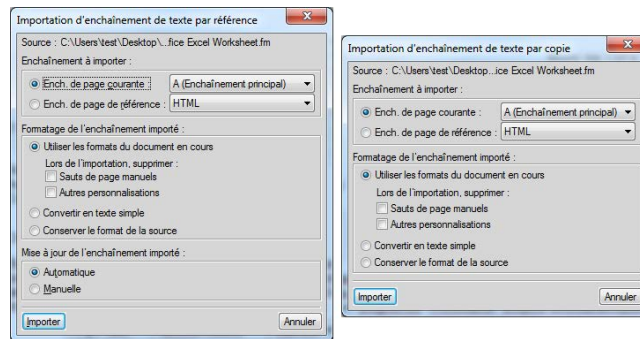 Importation d'enchaînement de texte par référence
Source : C:\Users\test\Desktop\...fice Excel Worksheet.fm
Enchaînement à importer :
Ench. de page courante : A (Enchaînement principal)
Ench. de page de référence : HTML
Formatage de l'enchaînement importé :
Utiliser les formats du document en cours
Lors de l'importation, supprimer :
Sauts de page manuels
Autres personnalisations
Convertir en texte simple
Conserver le format de la source
Mise à jour de l'enchaînement importé :
Automatique
Manuelle
Importer Annuler
Importation d'enchaînement de texte par copie
Source : C:\Users\test\Desktop...ice Excel Worksheet.fm
Enchaînement à importer :
Ench. de page courante : A (Enchaînement principal)
Ench. de page de référence : HTML
Formatage de l'enchaînement importé :
Utiliser les formats du document en cours
Lors de l'importation, supprimer :
Sauts de page manuels
Autres personnalisations
Convertir en texte simple
Conserver le format de la source
Importer Annuler